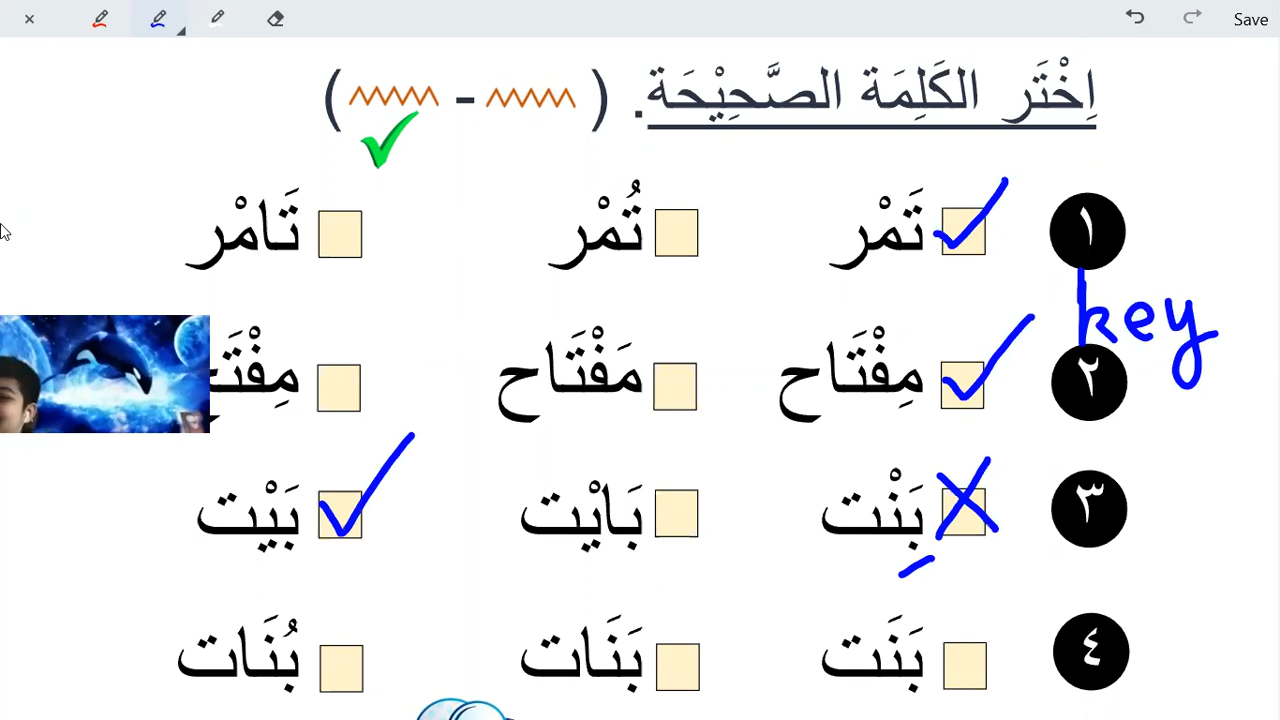 Save
اِخْتَر الكَلِمَة الصَّحِيْحَة. ( - )
١ تَمْر تُمْر تَامْر
key
٢ مِفْتَاح مَفْتَاح
٣ بَنْت بَايْت بَيْت
٤ بَنَت بَنَات بُنَات